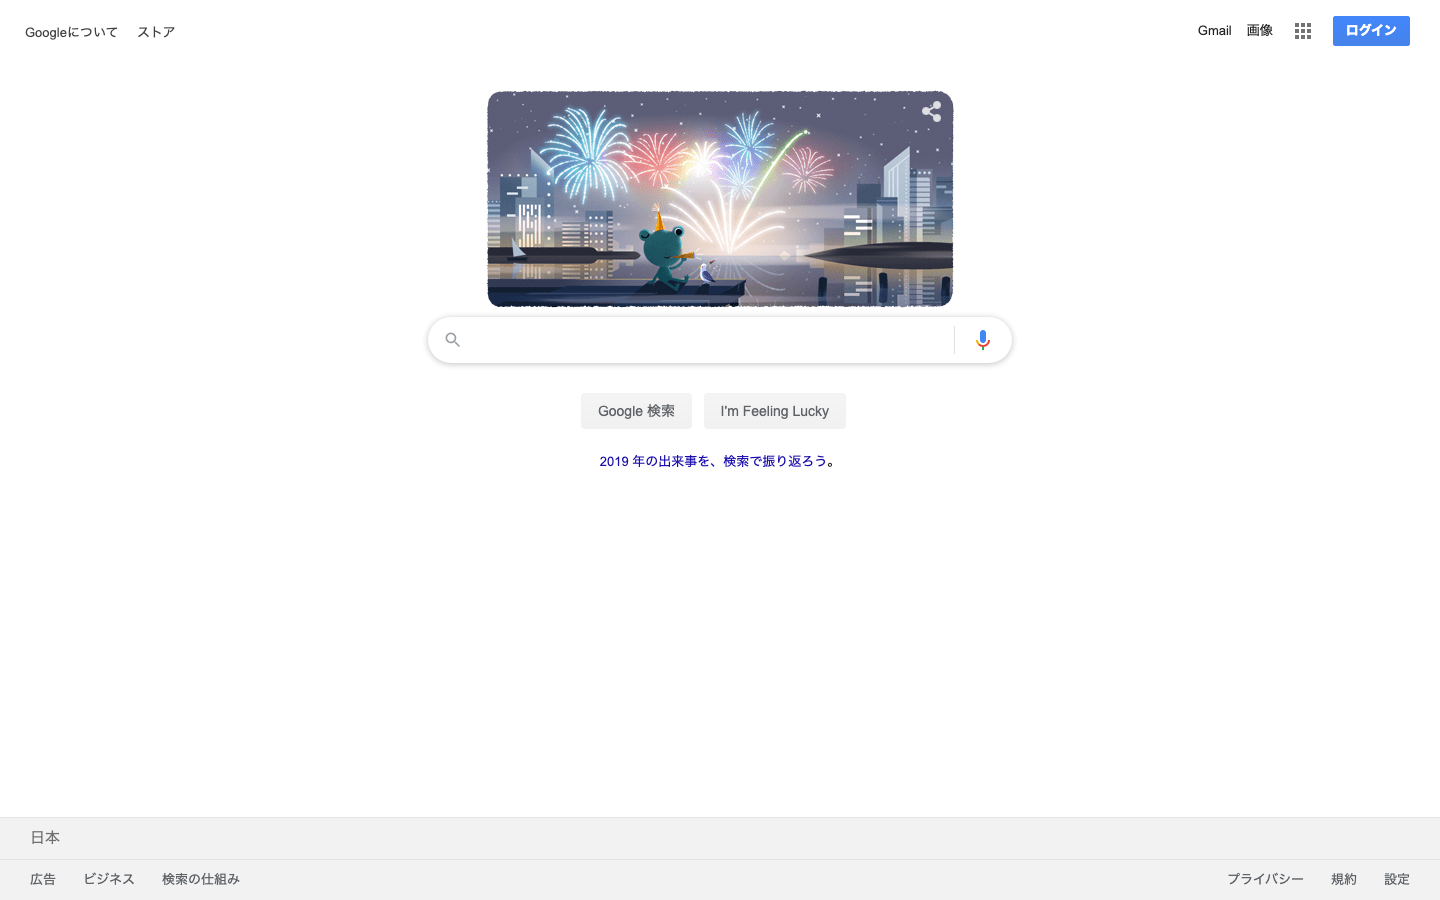 Googleについて ストア
Gmail 画像 ログイン
Google 検索 I'm Feeling Lucky
2019 年の出来事を、検索で振り返ろう。
日本
広告 ビジネス 検索の仕組み プライバシー 規約 設定